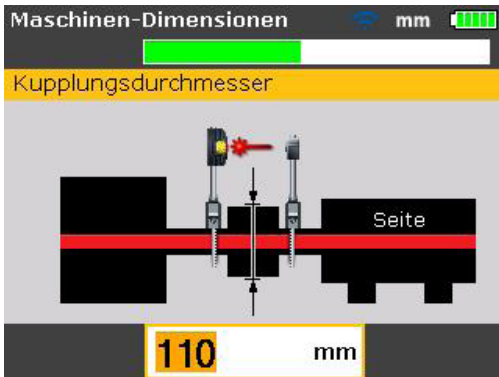 Maschinen-Dimensionen mm
Kupplungsdurchmesser
Seite
110 mm